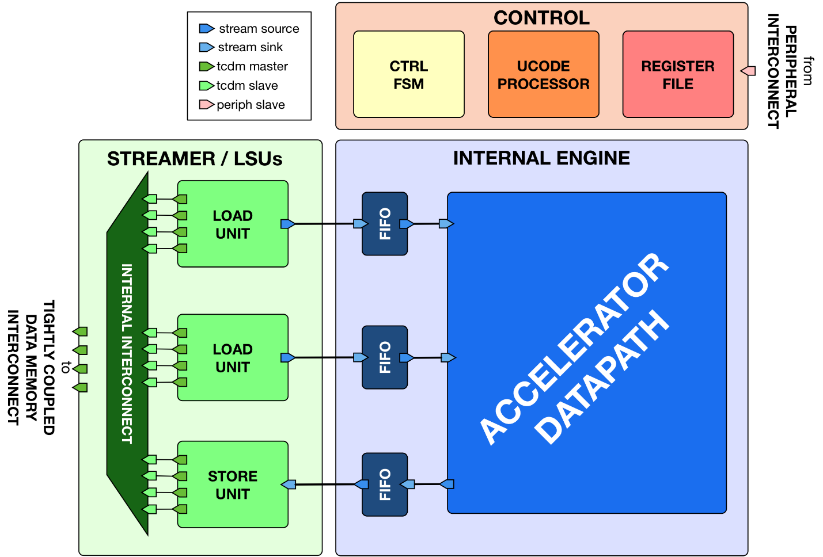 stream source
stream sink
tcdm master
tcdm slave
periph slave
CONTROL
CTRL
FSM
UCODE
PROCESSOR
REGISTER
FILE
from
PERIPHERAL
INTERCONNECT
STREAMER / LSUs
INTERNAL ENGINE
LOAD
UNIT
FIFO
INTERNAL INTERCONNECT
LOAD
UNIT
FIFO
ACCELERATOR
DATAPATH
to
TIGHTLY COUPLED
DATA MEMORY
INTERCONNECT
STORE
UNIT
FIFO